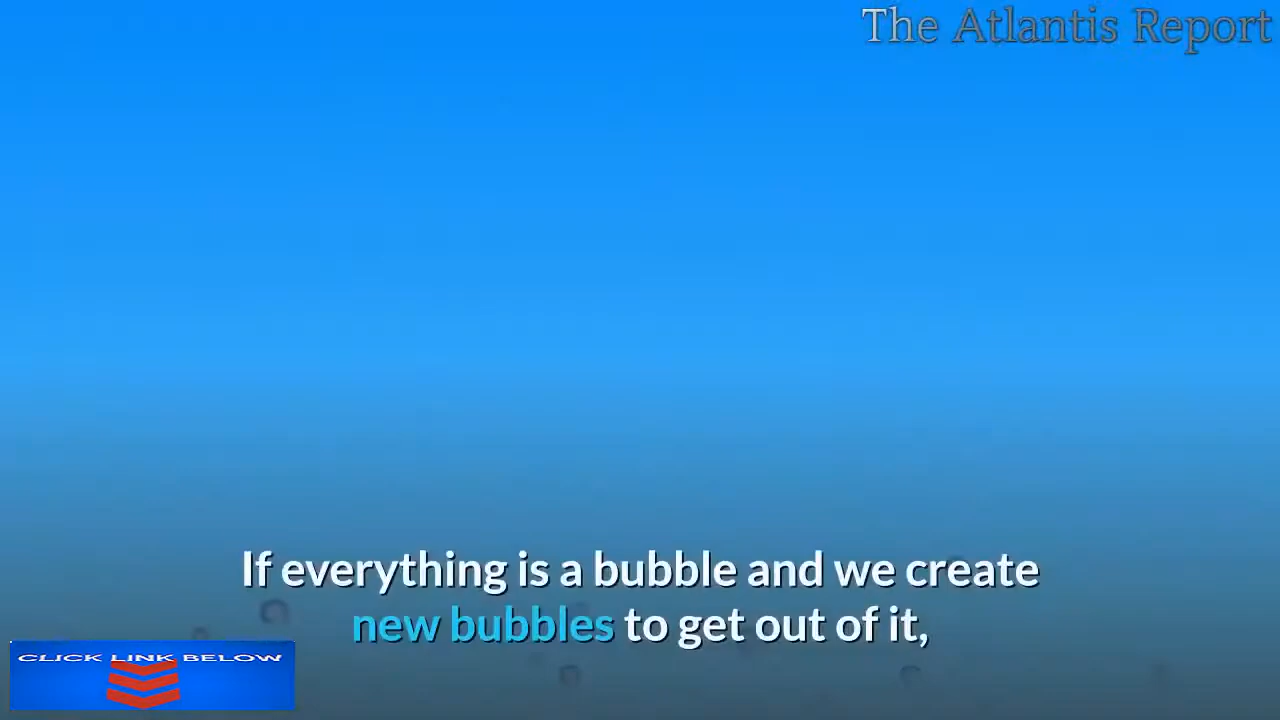 The Atlantis Report
If everything is a bubble and we create
new bubbles to get out of it,
CLICK LINK BELOW